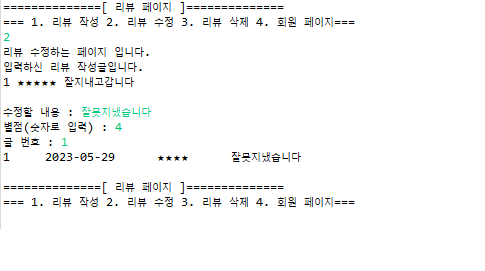 ==============[ 리뷰 페이지 ]==============
=== 1. 리뷰 작성 2. 리뷰 수정 3. 리뷰 삭제 4. 회원 페이지===
2
리뷰 수정하는 페이지 입니다.
입력하신 리뷰 작성글입니다.
1 ★★★★★ 잘지내고갑니다
수정할 내용 : 잘못지냈습니다
별점(숫자로 입력) : 4
글 번호 : 1
1 2023-05-29 ★★★★ 잘못지냈습니다
==============[ 리뷰 페이지 ]==============
=== 1. 리뷰 작성 2. 리뷰 수정 3. 리뷰 삭제 4. 회원 페이지===